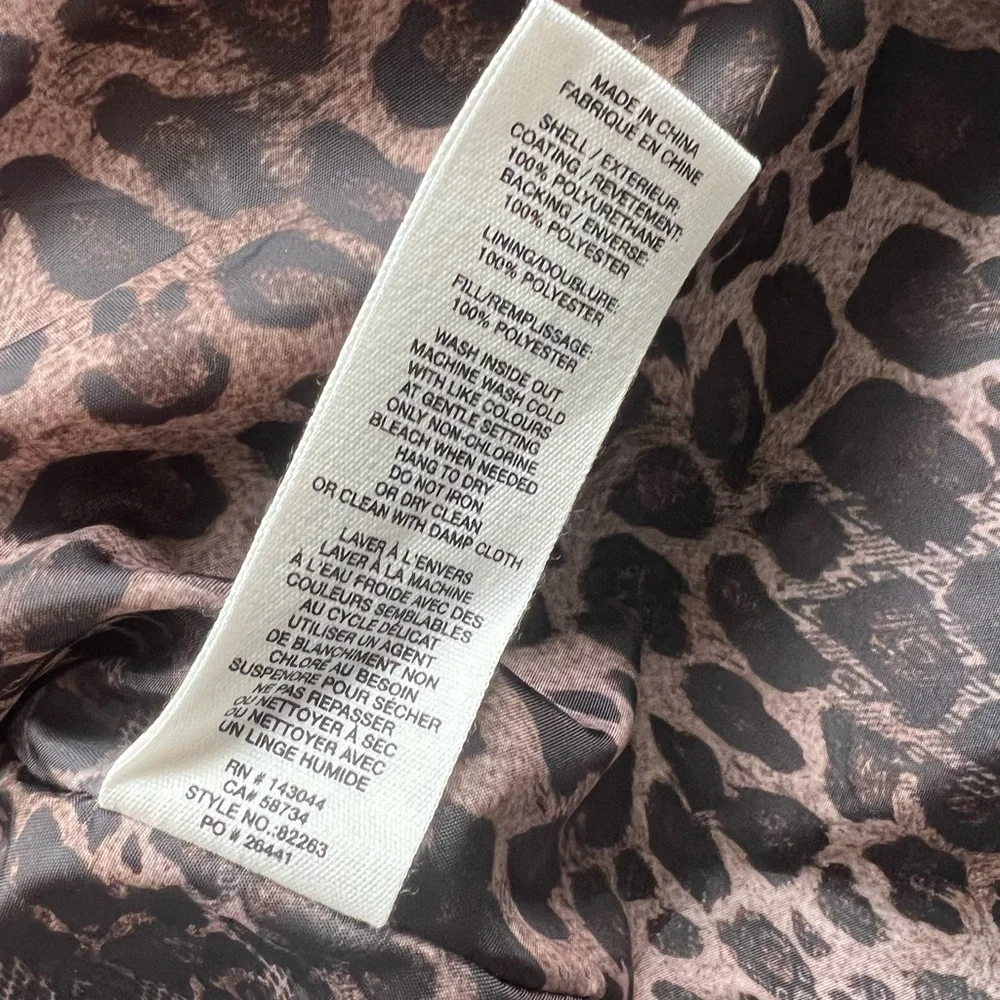 MADE IN CHINA
FABRIQUÉ EN CHINE
SHELL / EXTERIEUR,
COATING / REVETEMENT:
100% POLYURETHANE
BACKING / ENVERSE:
100% POLYESTER
LINING/DOUBLURE:
100% POLYESTER
FILL/REMPLISSAGE:
100% POLYESTER
WASH INSIDE OUT
MACHINE WASH COLD
WITH LIKE COLOURS
AT GENTLE SETTING
ONLY NON-CHLORINE
BLEACH WHEN NEEDED
HANG TO DRY
DO NOT IRON
OR DRY CLEAN
OR CLEAN WITH DAMP CLOTH
LAVER À L'ENVERS
LAVER À LA MACHINE
À L'EAU FROIDE AVEC DES
COULEURS SEMBLABLES
AU CYCLE DÉLICAT
UTILISER UN AGENT
DE BLANCHIMENT NON
CHLORÉ AU BESOIN
SUSPENDRE POUR SÉCHER
NE PAS REPASSER
OU NETTOYER À SEC
OU NETTOYER AVEC
UN LINGE HUMIDE
RN # 143044
CA# 58734
STYLE NO.:82263
PO # 26441